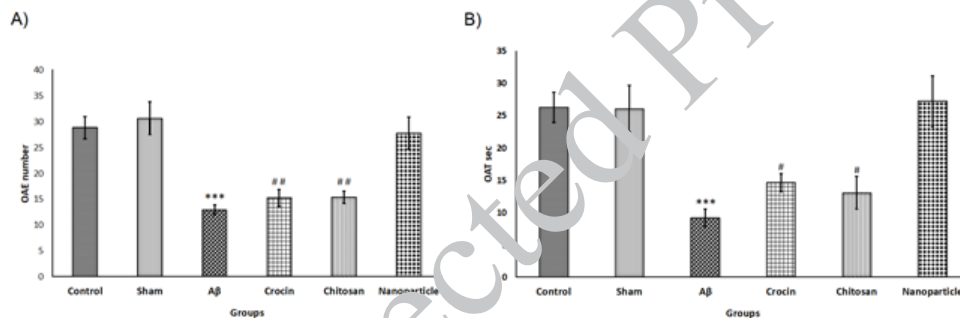 A)
40
35
30
25
20
15
10
5
0
OAE number
***
##
##
Control Sham Aβ Crocin Chitosan Nanoparticle
Groups
B)
35
30
25
20
15
10
5
0
OAT sec
***
#
#
Control Sham Aβ Crocin Chitosan Nanoparticle
Groups
ected P